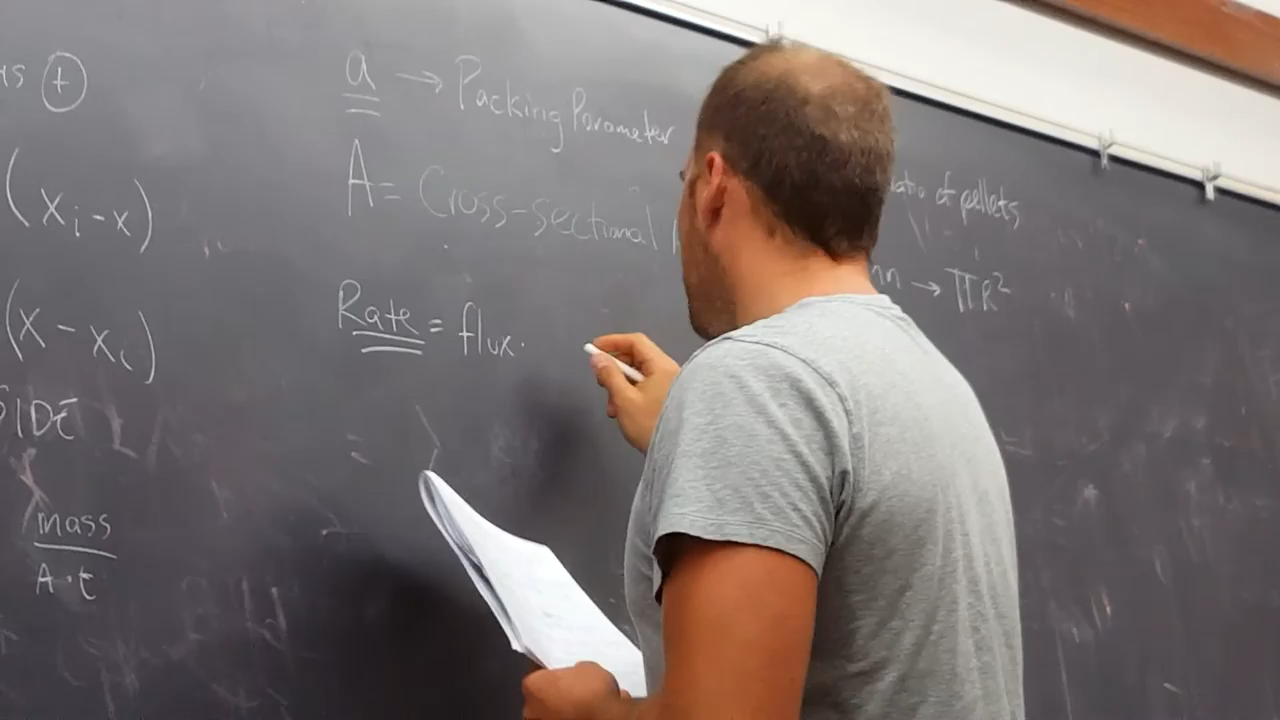 ns ⊕
(xᵢ-x)
(x-xᵢ)
SIDE
mass
A·t
a → Packing Parameter
A = Cross-sectional
Rate = flux.
of pellets
→ πR²